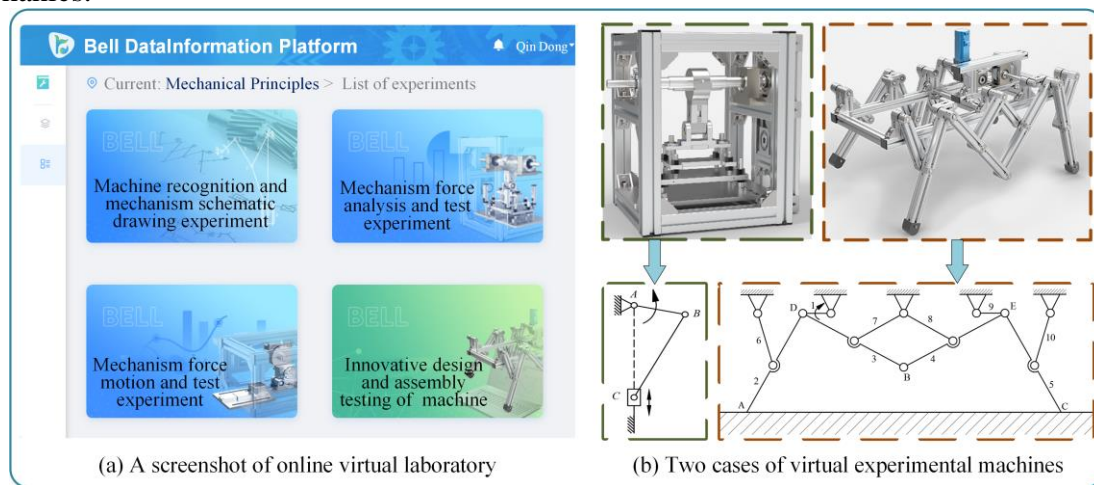 names.
Bell DataInformation Platform
Qin Dong
Current: Mechanical Principles > List of experiments
BELL
Machine recognition and
mechanism schematic
drawing experiment
BELL
Mechanism force
analysis and test
experiment
BELL
Mechanism force
motion and test
experiment
BELL
Innovative design
and assembly
testing of machine
A
B
C
D
1
9
E
6
7
8
10
3
4
2
B
5
A
C
(a) A screenshot of online virtual laboratory
(b) Two cases of virtual experimental machines